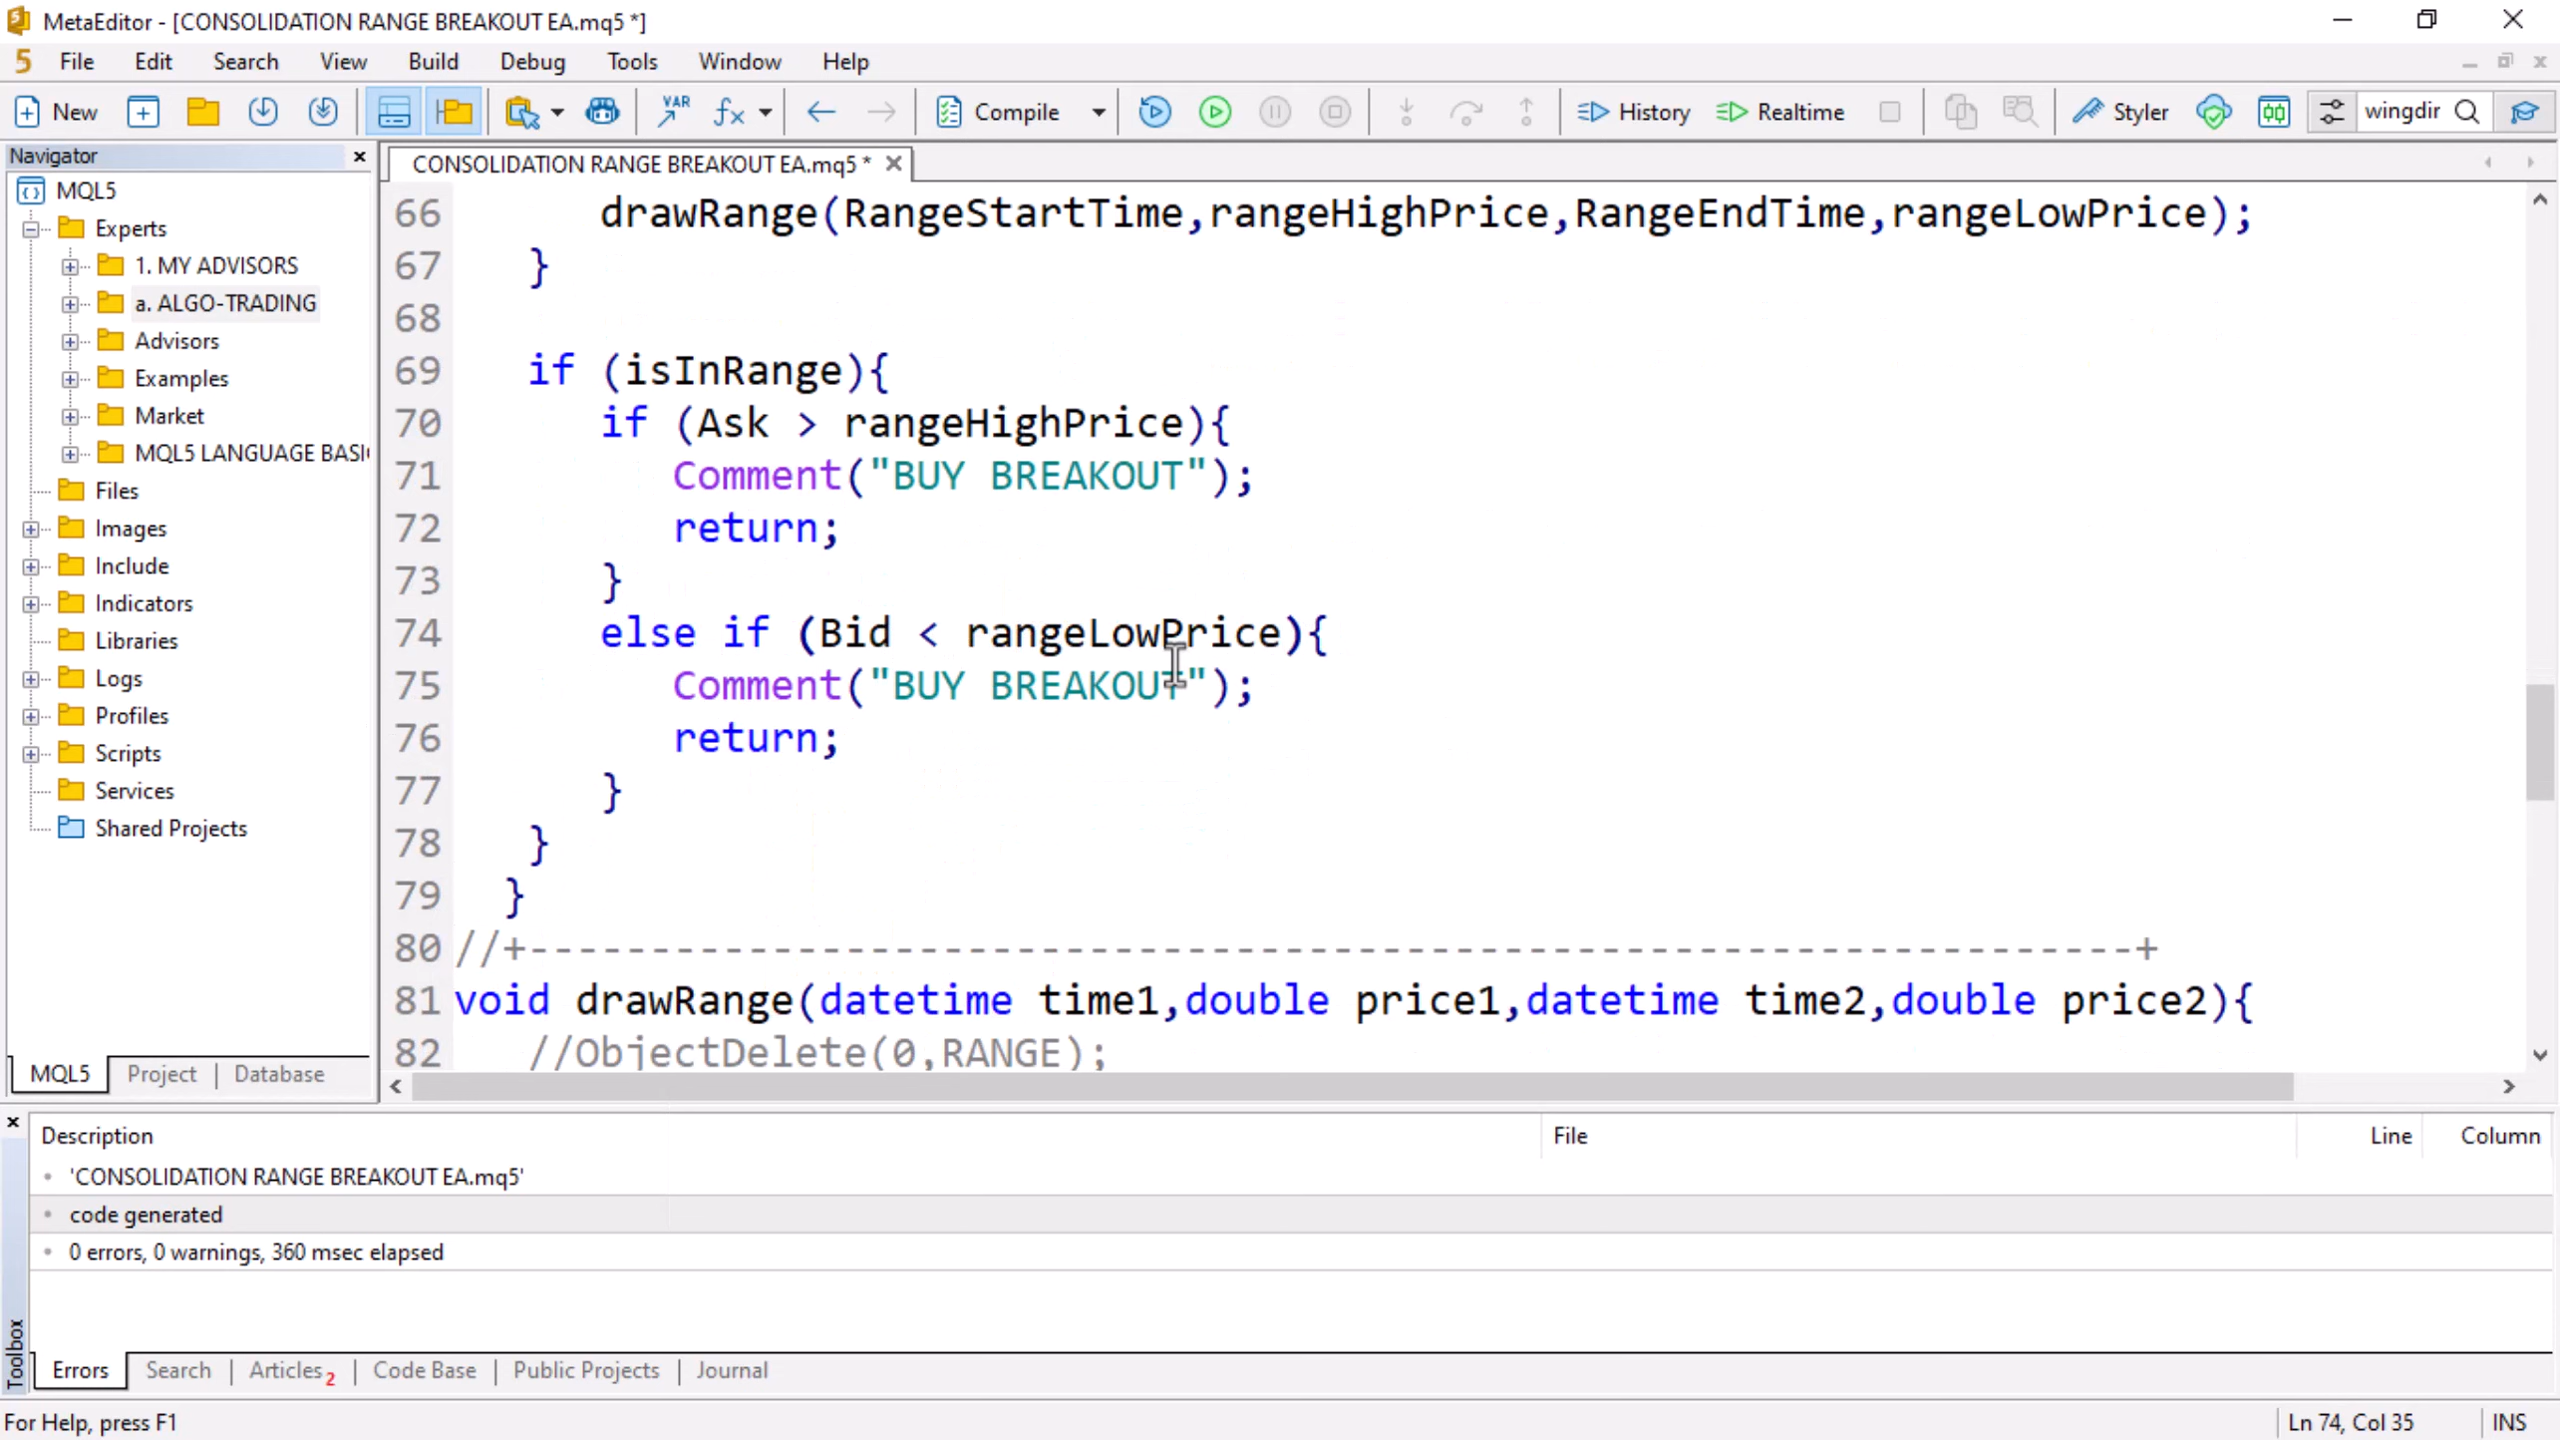 MetaEditor - [CONSOLIDATION RANGE BREAKOUT EA.mq5 *]
5 File Edit Search View Build Debug Tools Window Help
New VAR fx Compile History Realtime Styler wingdir
Navigator
CONSOLIDATION RANGE BREAKOUT EA.mq5 *
MQL5
Experts
1. MY ADVISORS
a. ALGO-TRADING
Advisors
Examples
Market
MQL5 LANGUAGE BASI
Files
Images
Include
Indicators
Libraries
Logs
Profiles
Scripts
Services
Shared Projects
MQL5 Project Database
66 drawRange(RangeStartTime,rangeHighPrice,RangeEndTime,rangeLowPrice);
67 }
68
69 if (isInRange){
70 if (Ask > rangeHighPrice){
71 Comment("BUY BREAKOUT");
72 return;
73 }
74 else if (Bid < rangeLowPrice){
75 Comment("BUY BREAKOUT");
76 return;
77 }
78 }
79 }
80 //+------------------------------------------------------------------+
81 void drawRange(datetime time1,double price1,datetime time2,double price2){
82 //ObjectDelete(0,RANGE);
Description File Line Column
'CONSOLIDATION RANGE BREAKOUT EA.mq5'
code generated
0 errors, 0 warnings, 360 msec elapsed
Toolbox
Errors Search Articles 2 Code Base Public Projects Journal
For Help, press F1 Ln 74, Col 35 INS